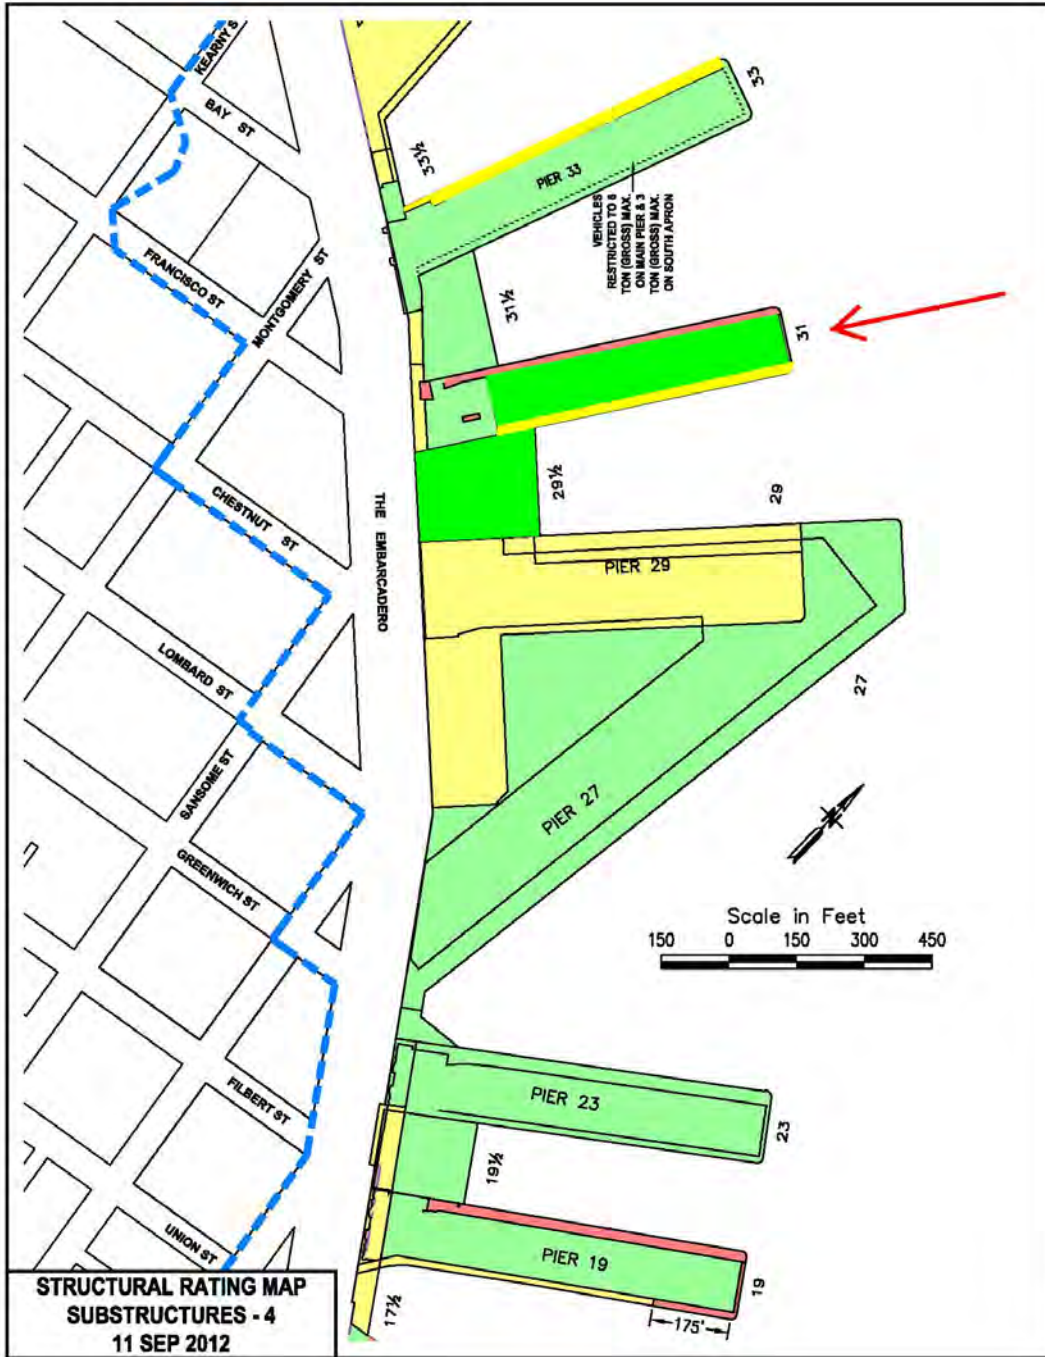 KEARNY S
BAY ST
33½
33
PIER 33
VEHICLES
RESTRICTED TO 8
TON (GROSS) MAX.
ON MAIN PIER & 3
TON (GROSS) MAX.
ON SOUTH APRON
FRANCISCO ST
MONTGOMERY ST
31½
31
CHESTNUT ST
THE EMBARCADERO
29½
29
PIER 29
LOMBARD ST
27
SANSOME ST
PIER 27
GREENWICH ST
Scale in Feet
150 0 150 300 450
FILBERT ST
PIER 23
23
19½
UNION ST
PIER 19
19
17½
175'
STRUCTURAL RATING MAP
SUBSTRUCTURES - 4
11 SEP 2012